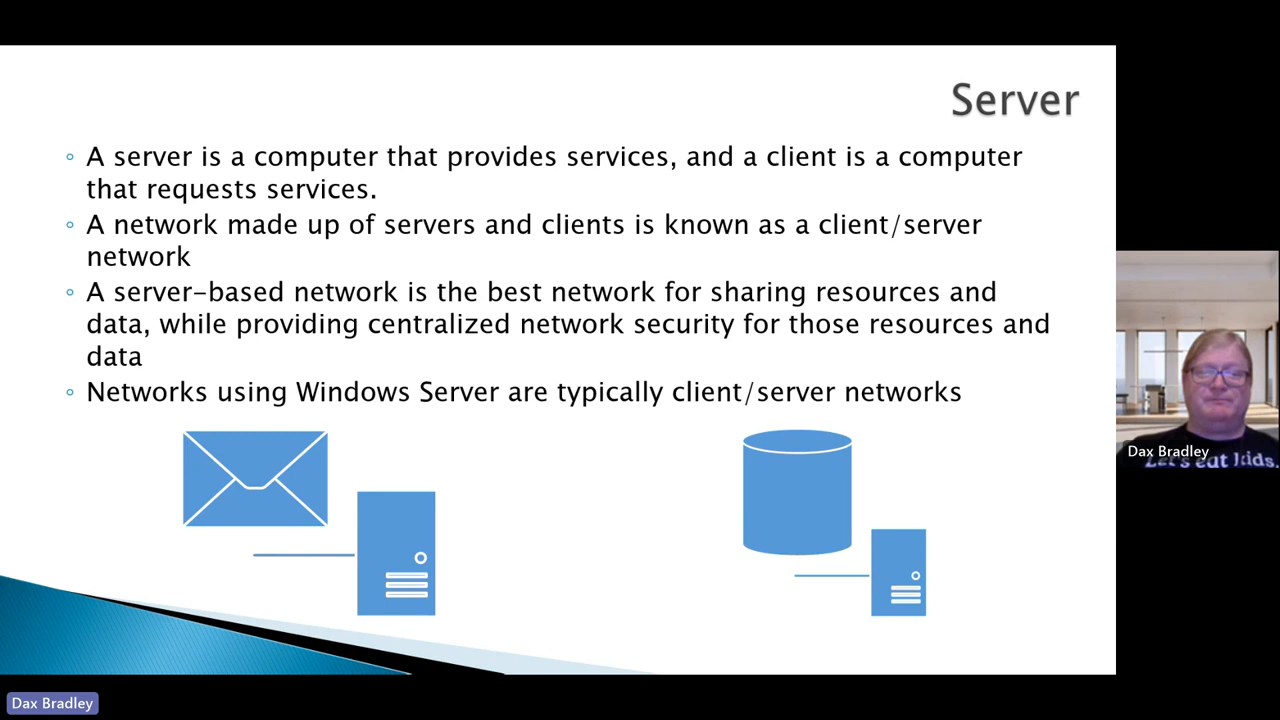 Server
A server is a computer that provides services, and a client is a computer
that requests services.
A network made up of servers and clients is known as a client/server
network
A server-based network is the best network for sharing resources and
data, while providing centralized network security for those resources and
data
Networks using Windows Server are typically client/server networks
Dax Bradley
Let's eat kids.
Dax Bradley